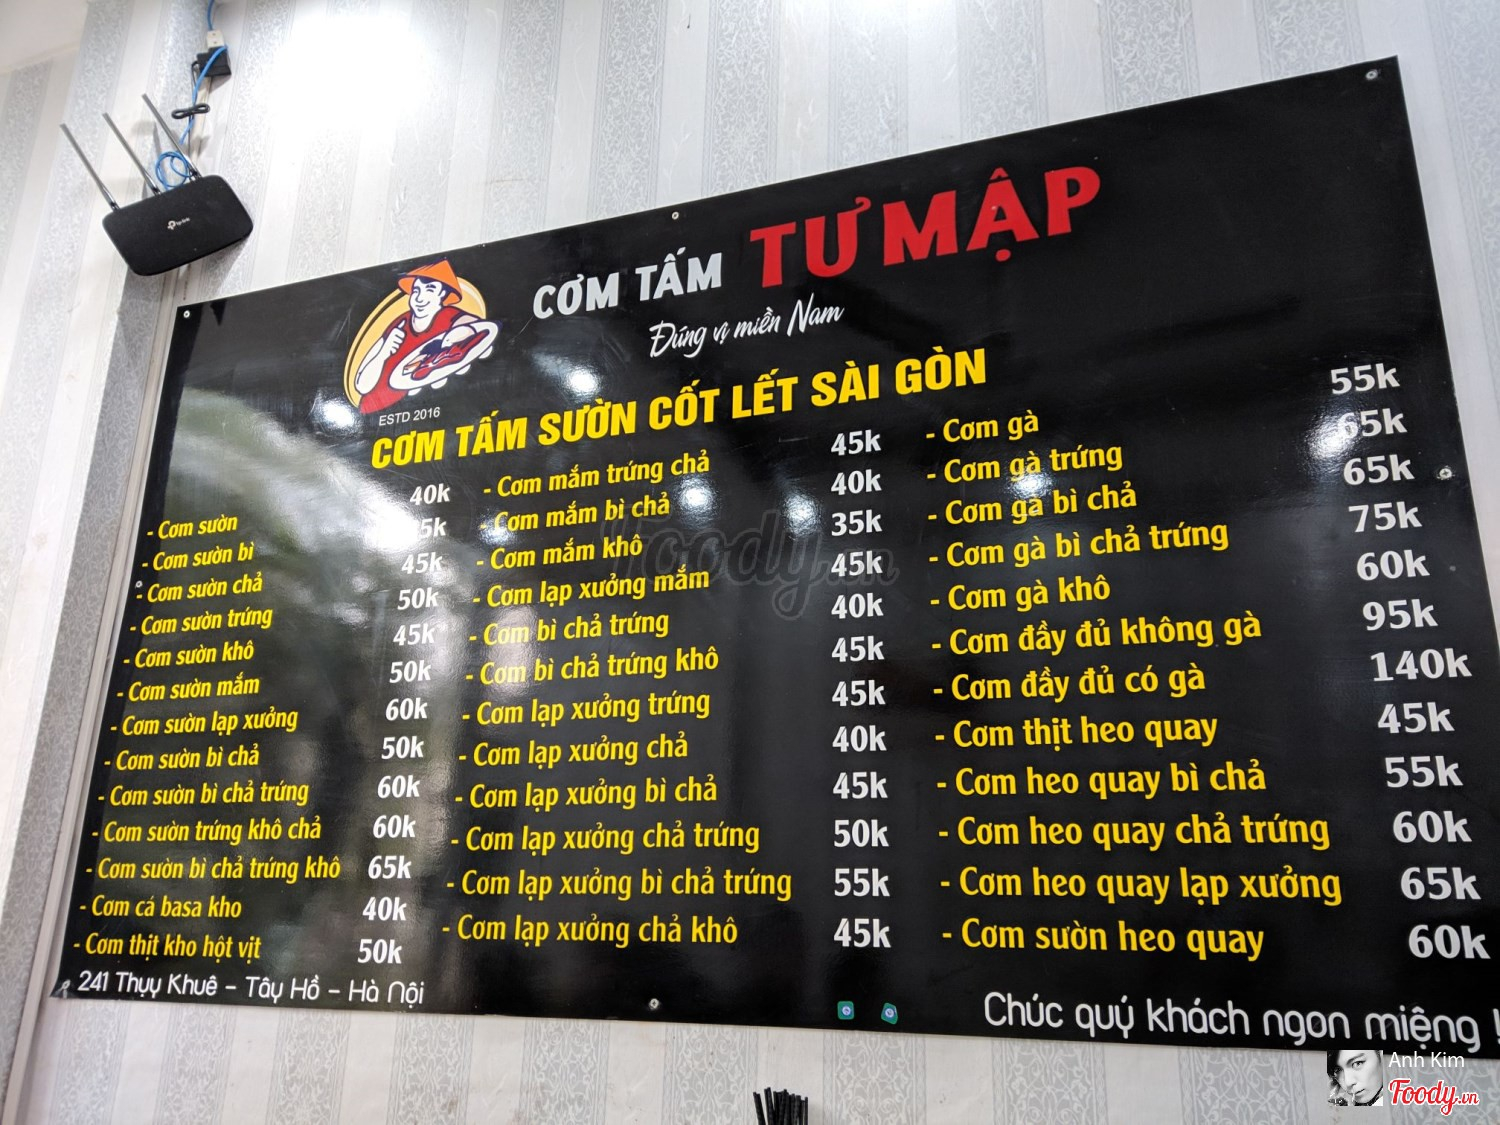 CƠM TẤM TƯ MẬP
Đúng vị miền Nam
ESTD 2016
CƠM TẤM SƯỜN CỐT LẾT SÀI GÒN
- Cơm sườn 40k
- Cơm sườn bì
- Cơm sườn chả 45k
- Cơm sườn trứng 50k
- Cơm sườn khô 45k
- Cơm sườn mắm 50k
- Cơm sườn lạp xưởng 60k
- Cơm sườn bì chả 50k
- Cơm sườn bì chả trứng 60k
- Cơm sườn trứng khô chả 60k
- Cơm sườn bì chả trứng khô 65k
- Cơm cá basa kho 40k
- Cơm thịt kho hột vịt 50k
- Cơm mắm trứng chả 45k
- Cơm mắm bì chả 40k
- Cơm mắm khô 35k
- Cơm lạp xưởng mắm 45k
- Cơm bì chả trứng 40k
- Cơm bì chả trứng khô 45k
- Cơm lạp xưởng trứng 45k
- Cơm lạp xưởng chả 40k
- Cơm lạp xưởng bì chả 45k
- Cơm lạp xưởng chả trứng 50k
- Cơm lạp xưởng bì chả trứng 55k
- Cơm lạp xưởng chả khô 45k
- Cơm gà 55k
- Cơm gà trứng 65k
- Cơm gà bì chả 65k
- Cơm gà bì chả trứng 75k
- Cơm gà khô 60k
- Cơm đầy đủ không gà 95k
- Cơm đầy đủ có gà 140k
- Cơm thịt heo quay 45k
- Cơm heo quay bì chả 55k
- Cơm heo quay chả trứng 60k
- Cơm heo quay lạp xưởng 65k
- Cơm sườn heo quay 60k
241 Thụy Khuê - Tây Hồ - Hà Nội
Chúc quý khách ngon miệng !
Foody.vn
Anh Kim
Foody.vn